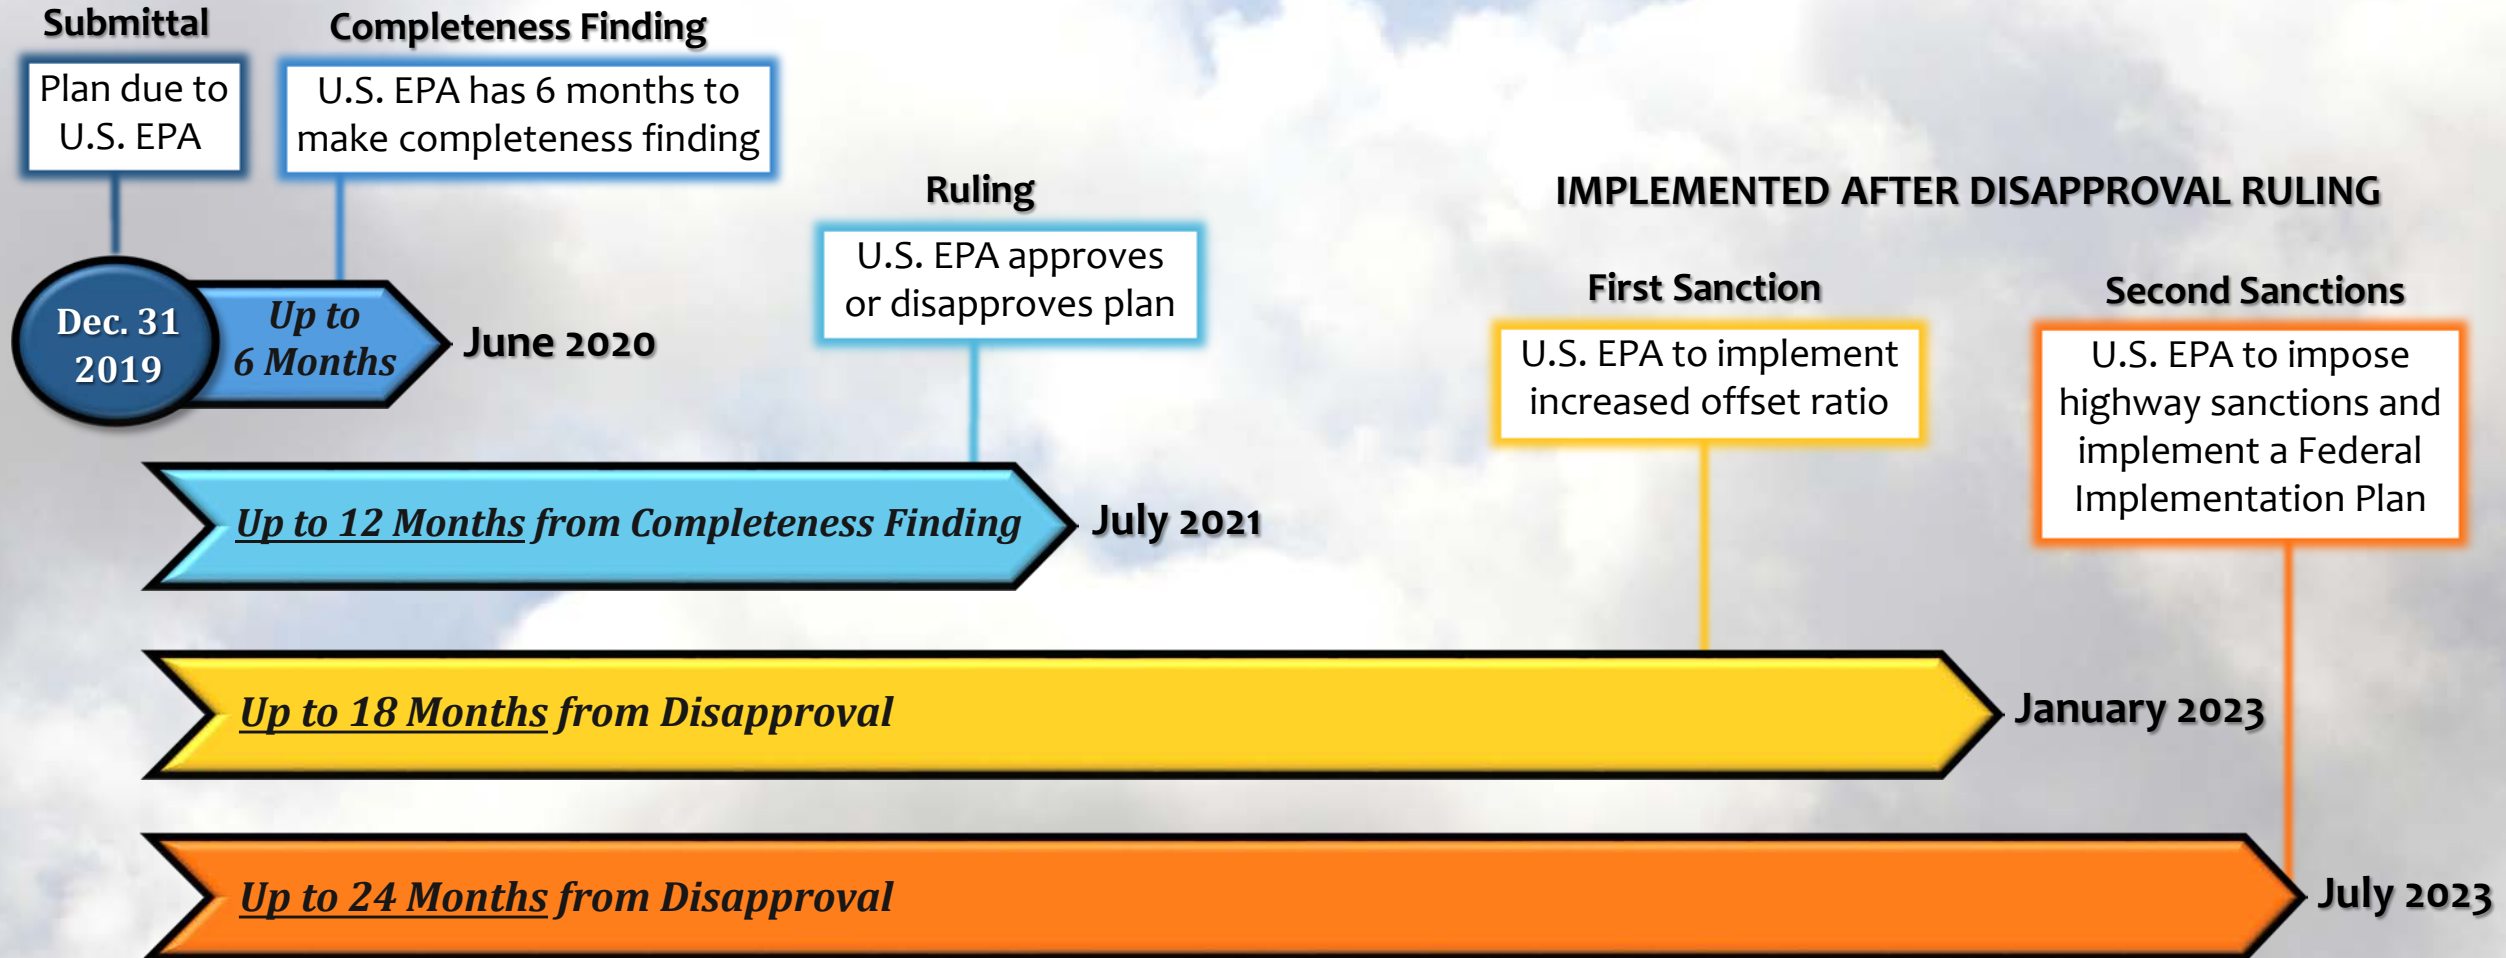 Submittal
Plan due to
U.S. EPA
Completeness Finding
U.S. EPA has 6 months to
make completeness finding
Ruling
U.S. EPA approves
or disapproves plan
IMPLEMENTED AFTER DISAPPROVAL RULING
First Sanction
U.S. EPA to implement
increased offset ratio
Second Sanctions
U.S. EPA to impose
highway sanctions and
implement a Federal
Implementation Plan
Dec. 31
2019
Up to
6 Months
June 2020
Up to 12 Months from Completeness Finding
July 2021
Up to 18 Months from Disapproval
January 2023
Up to 24 Months from Disapproval
July 2023